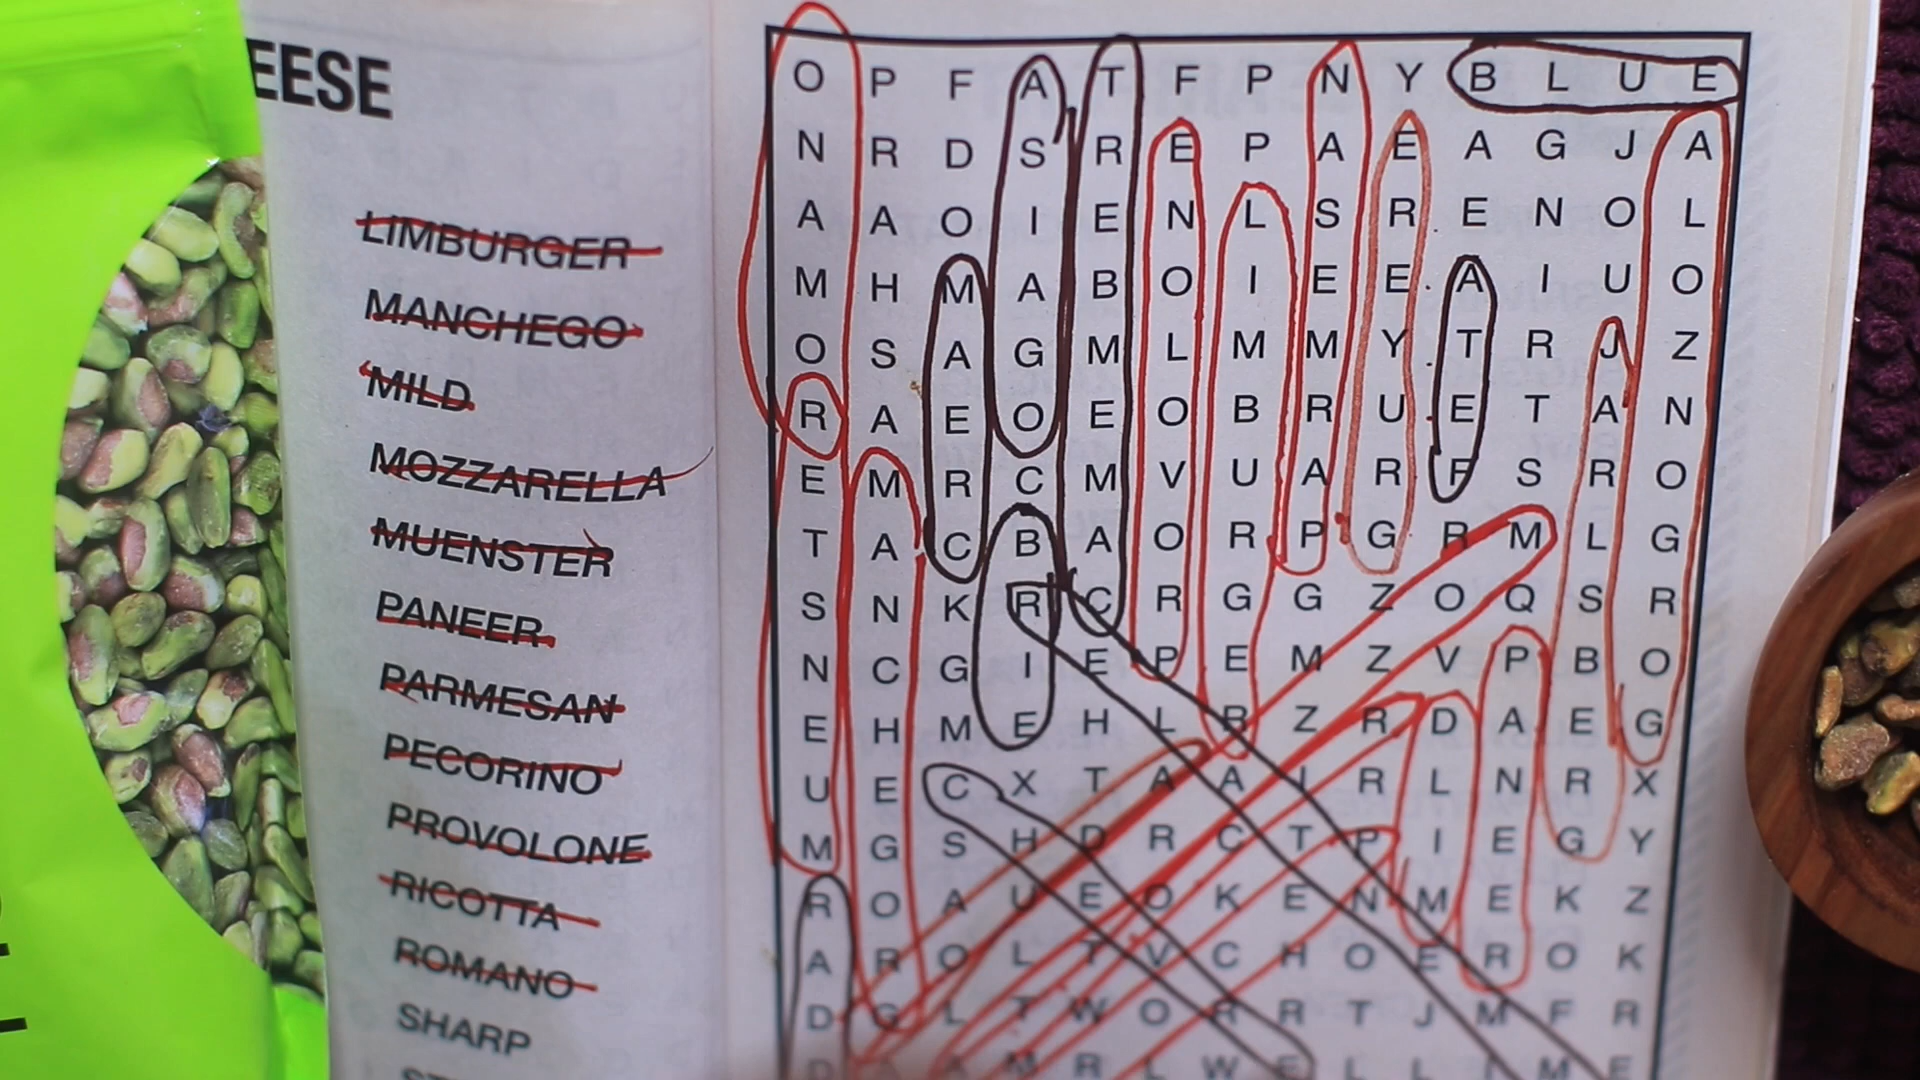 EESE
LIMBURGER
MANCHEGO
MILD
MOZZARELLA
MUENSTER
PANEER
PARMESAN
PECORINO
PROVOLONE
RICOTTA
ROMANO
SHARP
O P F A T F P N Y B L U E
N R D S R E P A E A G J A
A A O I E N L S R E N O L
M H M A B O I E E A I U O
O S A G M L M M Y T R J Z
R A E O E O B R U E T A N
E M R C M V U A R F S R O
T A C B A O R P G R M L G
S N K R C R G G Z O Q S R
N C G I E P E M Z V P B O
E H M E H L R Z R D A E G
U E C X T A A I R L N R X
M G S H D R C T P I E G Y
R O A U E O K E N M E K Z
A R O L T V C H O E R O K
D G L T W O R R T J M F R